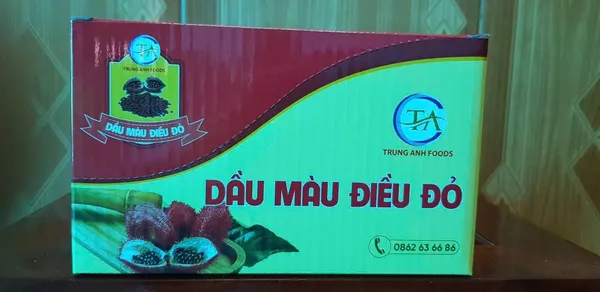 TA
TRUNG ANH FOODS
DẦU MÀU ĐIỀU ĐỎ
TA
TRUNG ANH FOODS
DẦU MÀU ĐIỀU ĐỎ
0862 63 66 86